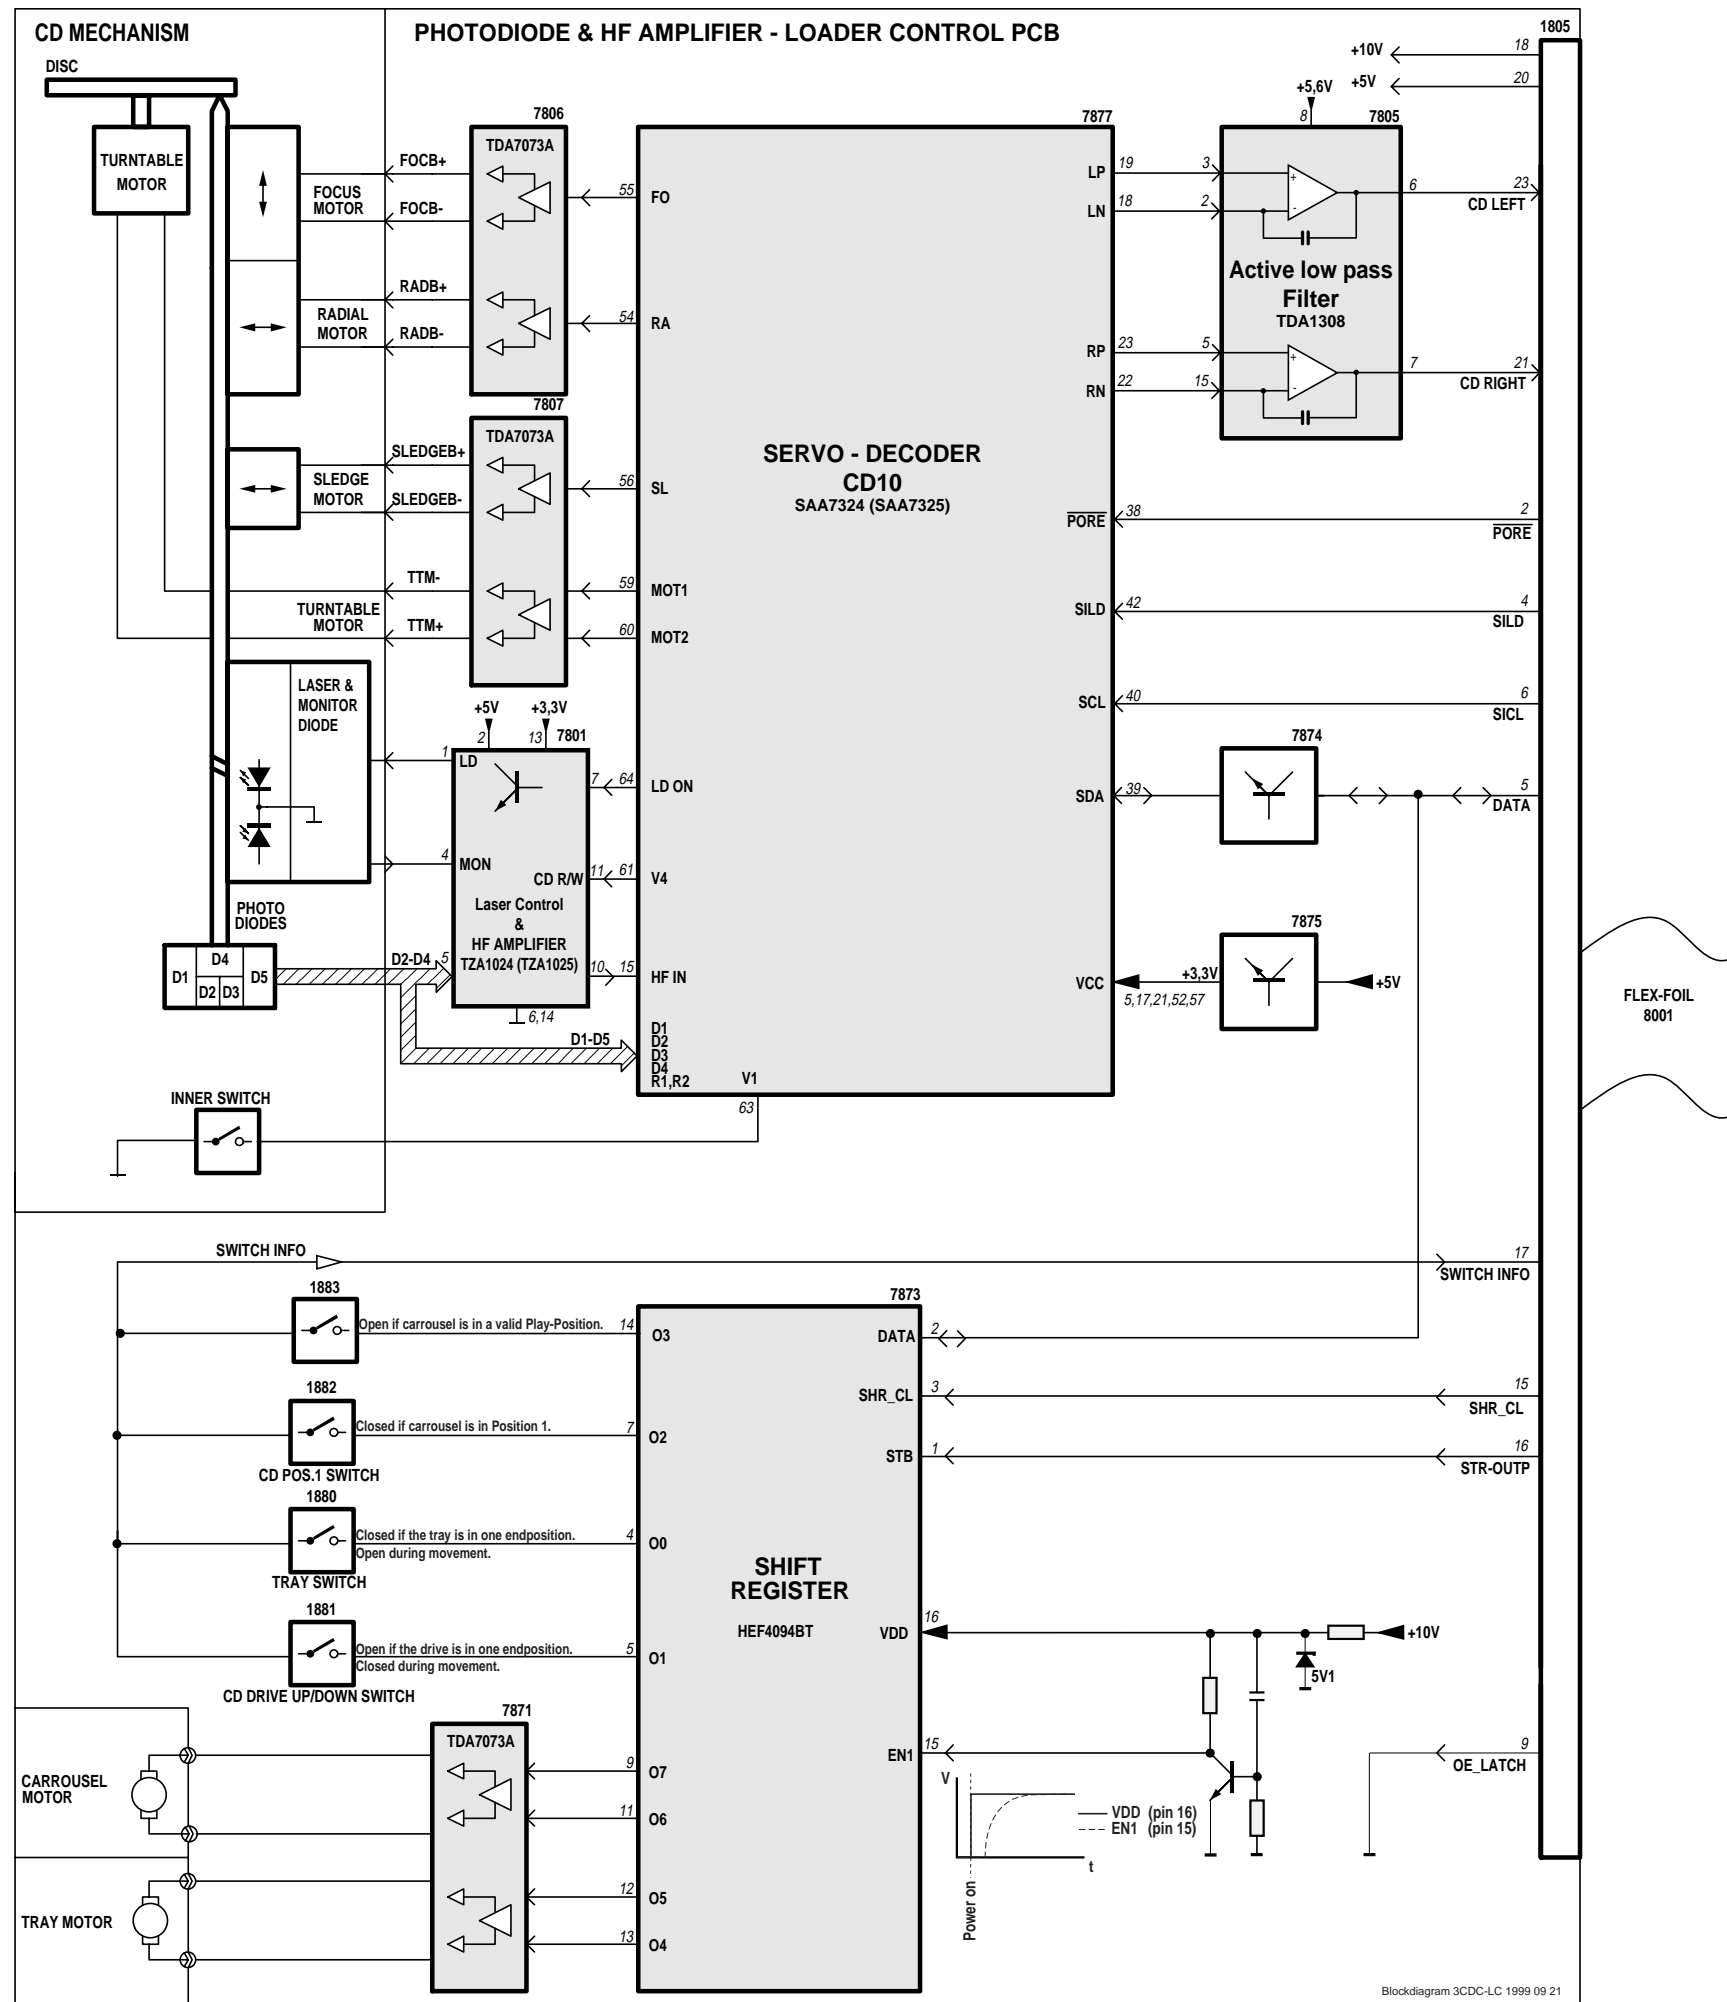 CD MECHANISM
PHOTODIODE & HF AMPLIFIER - LOADER CONTROL PCB
1805
DISC
+10V
18
+5V
20
+5,6V
8
7805
7806
7877
TDA7073A
TURNTABLE
MOTOR
FOCUS
MOTOR
FOCB+
FOCB-
55
FO
LP
19
3
LN
18
2
+
-
6
23
CD LEFT
Active low pass
Filter
TDA1308
RADIAL
MOTOR
RADB+
RADB-
54
RA
RP
23
5
RN
22
15
+
-
7
21
CD RIGHT
7807
TDA7073A
SLEDGE
MOTOR
SLEDGEB+
SLEDGEB-
56
SL
SERVO - DECODER
CD10
SAA7324 (SAA7325)
PORE
38
2
PORE
TTM-
TURNTABLE
MOTOR
TTM+
59
MOT1
60
MOT2
SILD
42
4
SILD
LASER &
MONITOR
DIODE
+5V
+3,3V
2
13
7801
1
LD
7
64
LD ON
SCL
40
6
SICL
7874
SDA
39
5
DATA
4
MON
CD R/W
11
61
V4
Laser Control
&
HF AMPLIFIER
TZA1024 (TZA1025)
10
15
HF IN
6,14
PHOTO
DIODES
D1
D4
D2
D3
D5
D2-D4
5
D1-D5
D1
D2
D3
D4
R1,R2
V1
63
7875
VCC
+3,3V
5,17,21,52,57
+5V
FLEX-FOIL
8001
INNER SWITCH
SWITCH INFO
17
SWITCH INFO
1883
Open if carrousel is in a valid Play-Position.
14
O3
7873
DATA
2
1882
Closed if carrousel is in Position 1.
7
O2
CD POS.1 SWITCH
SHR_CL
3
15
SHR_CL
STB
1
16
STR-OUTP
1880
Closed if the tray is in one endposition.
Open during movement.
4
O0
TRAY SWITCH
SHIFT
REGISTER
HEF4094BT
1881
Open if the drive is in one endposition.
Closed during movement.
5
O1
CD DRIVE UP/DOWN SWITCH
VDD
16
+10V
5V1
7871
TDA7073A
CARROUSEL
MOTOR
9
O7
11
O6
EN1
15
9
OE_LATCH
V
VDD (pin 16)
EN1 (pin 15)
t
Power on
TRAY MOTOR
12
O5
13
O4
Blockdiagram 3CDC-LC 1999 09 21